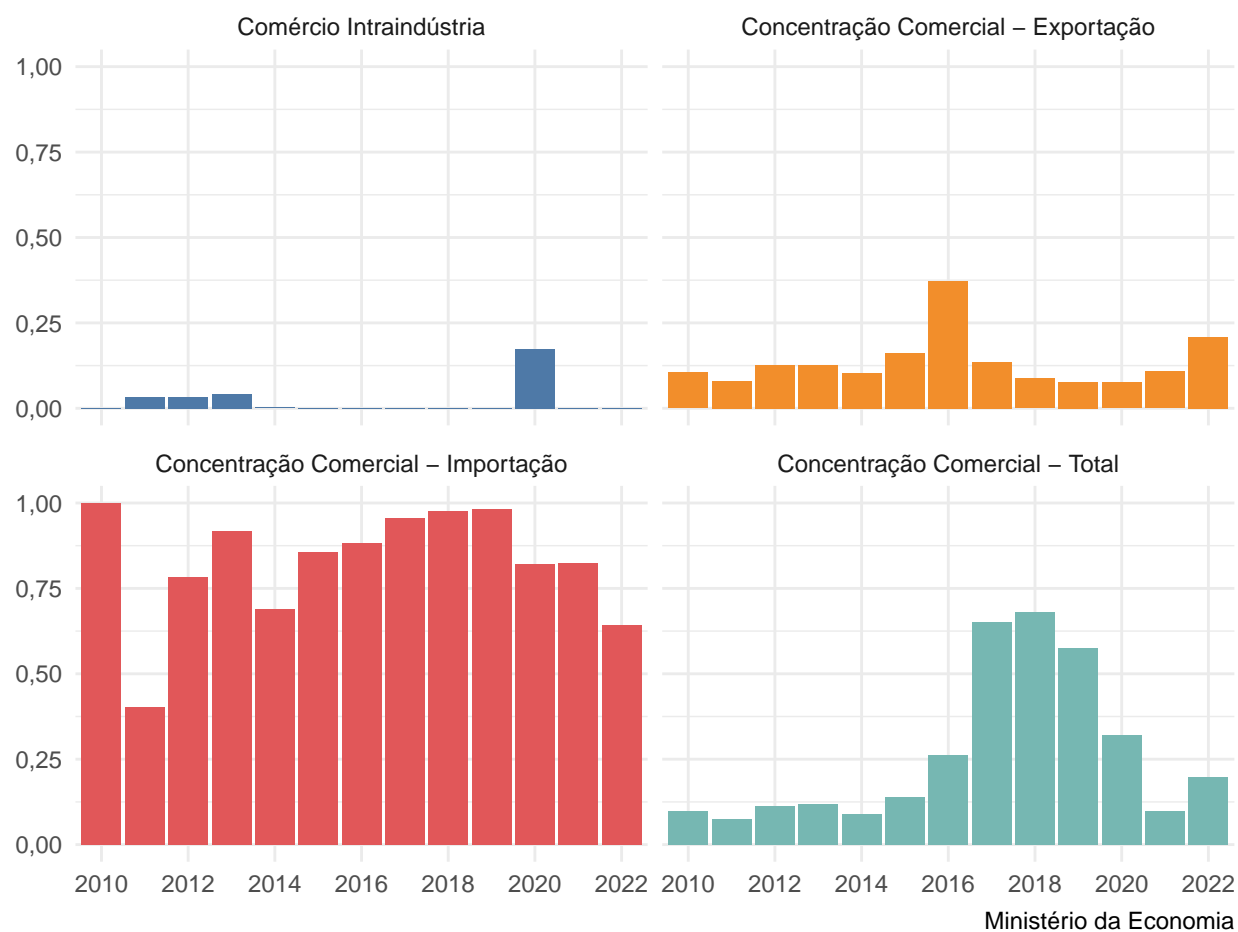 Comércio Intraindústria
Concentração Comercial – Exportação
1,00
0,75
0,50
0,25
0,00
Concentração Comercial – Importação
Concentração Comercial – Total
1,00
0,75
0,50
0,25
0,00
2010 2012 2014 2016 2018 2020 2022
2010 2012 2014 2016 2018 2020 2022
Ministério da Economia